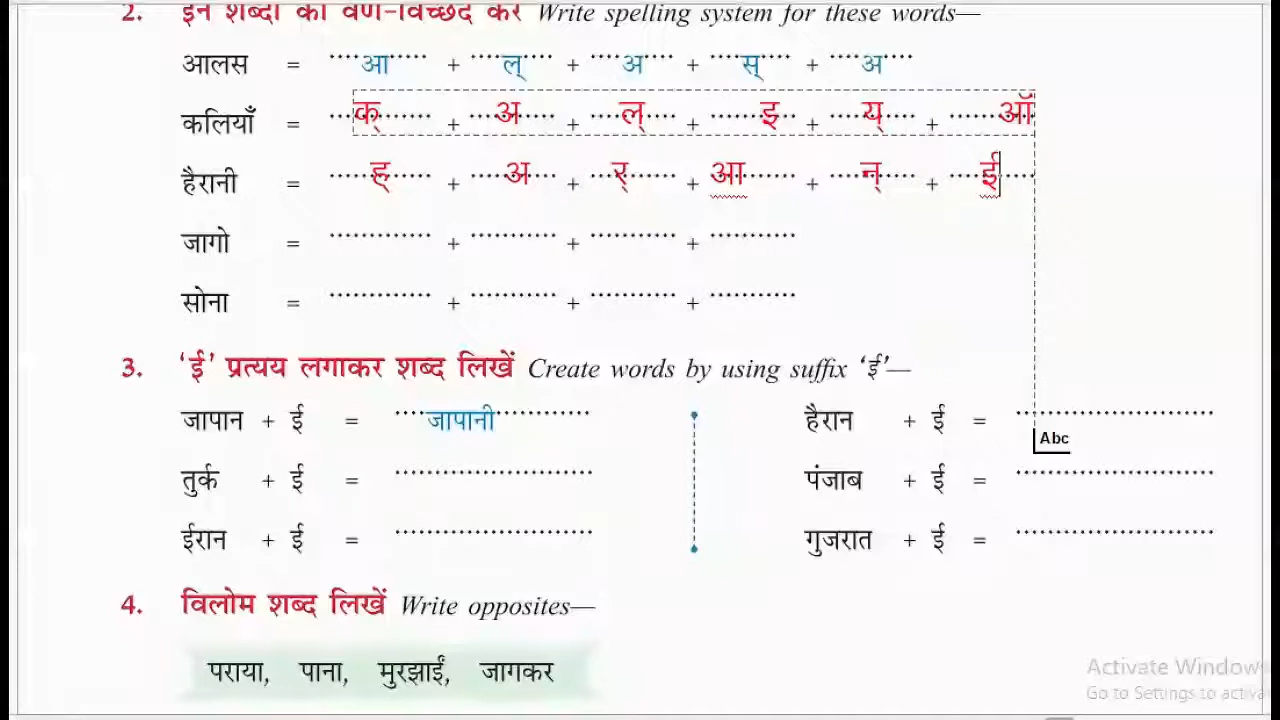 2. इन शब्दों का वर्ण-विच्छेद करें Write spelling system for these words—
आलस = आ + ल् + अ + स् + अ
कलियाँ = क् + अ + ल् + इ + य् + ऑ
हैरानी = ह् + अ + र् + आ + न् + ई
जागो = + + +
सोना = + + +
3. 'ई' प्रत्यय लगाकर शब्द लिखें Create words by using suffix 'ई'—
जापान + ई = जापानी हैरान + ई =
Abc
तुर्क + ई = पंजाब + ई =
ईरान + ई = गुजरात + ई =
4. विलोम शब्द लिखें Write opposites—
पराया, पाना, मुरझाईं, जागकर
Activate Windows
Go to Settings to activa